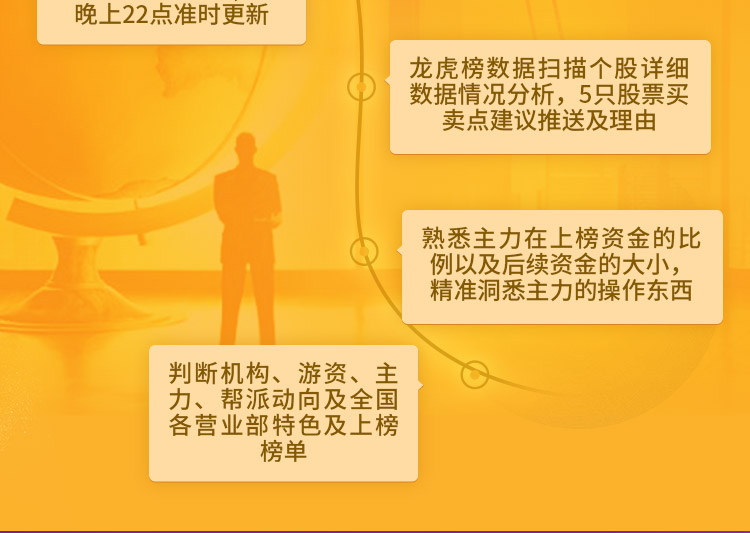 晚上22点准时更新
龙虎榜数据扫描个股详细
数据情况分析，5只股票买
卖点建议推送及理由
熟悉主力在上榜资金的比
例以及后续资金的大小，
精准洞悉主力的操作东西
判断机构、游资、主
力、帮派动向及全国
各营业部特色及上榜
榜单